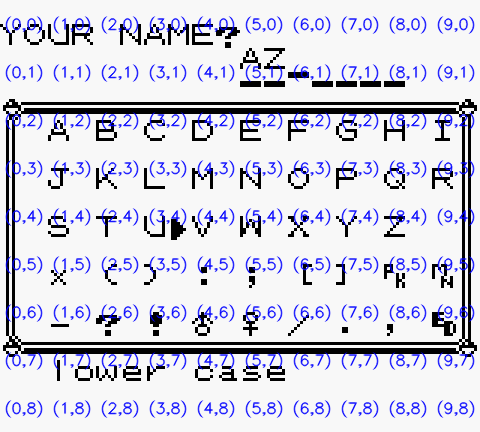 (0,0) (1,0) (2,0) (3,0) (4,0) (5,0) (6,0) (7,0) (8,0) (9,0)
YOUR NAME?
AZ
(0,1) (1,1) (2,1) (3,1) (4,1) (5,1) (6,1) (7,1) (8,1) (9,1)
(0,2) (1,2) (2,2) (3,2) (4,2) (5,2) (6,2) (7,2) (8,2) (9,2)
A B C D E F G H I
(0,3) (1,3) (2,3) (3,3) (4,3) (5,3) (6,3) (7,3) (8,3) (9,3)
J K L M N O P Q R
(0,4) (1,4) (2,4) (3,4) (4,4) (5,4) (6,4) (7,4) (8,4) (9,4)
S T U ▶V W X Y Z
(0,5) (1,5) (2,5) (3,5) (4,5) (5,5) (6,5) (7,5) (8,5) (9,5)
× ( ) : ; [ ] PK MN
(0,6) (1,6) (2,6) (3,6) (4,6) (5,6) (6,6) (7,6) (8,6) (9,6)
- ? ! ♂ ♀ / . , ED
(0,7) (1,7) (2,7) (3,7) (4,7) (5,7) (6,7) (7,7) (8,7) (9,7)
lower case
(0,8) (1,8) (2,8) (3,8) (4,8) (5,8) (6,8) (7,8) (8,8) (9,8)